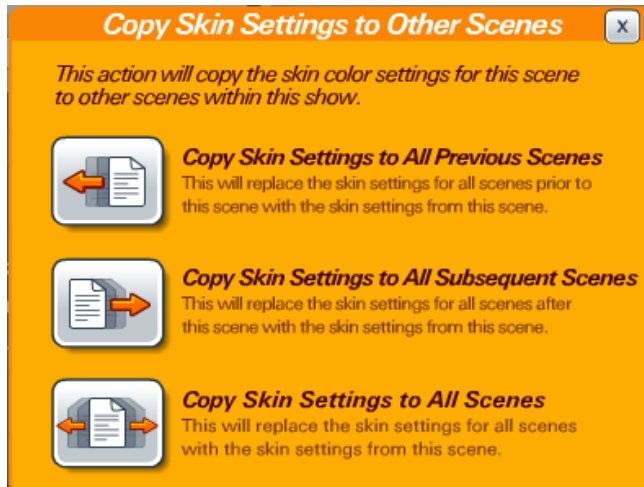 Copy Skin Settings to Other Scenes
x
This action will copy the skin color settings for this scene
to other scenes within this show.
Copy Skin Settings to All Previous Scenes
This will replace the skin settings for all scenes prior to
this scene with the skin settings from this scene.
Copy Skin Settings to All Subsequent Scenes
This will replace the skin settings for all scenes after
this scene with the skin settings from this scene.
Copy Skin Settings to All Scenes
This will replace the skin settings for all scenes
with the skin settings from this scene.